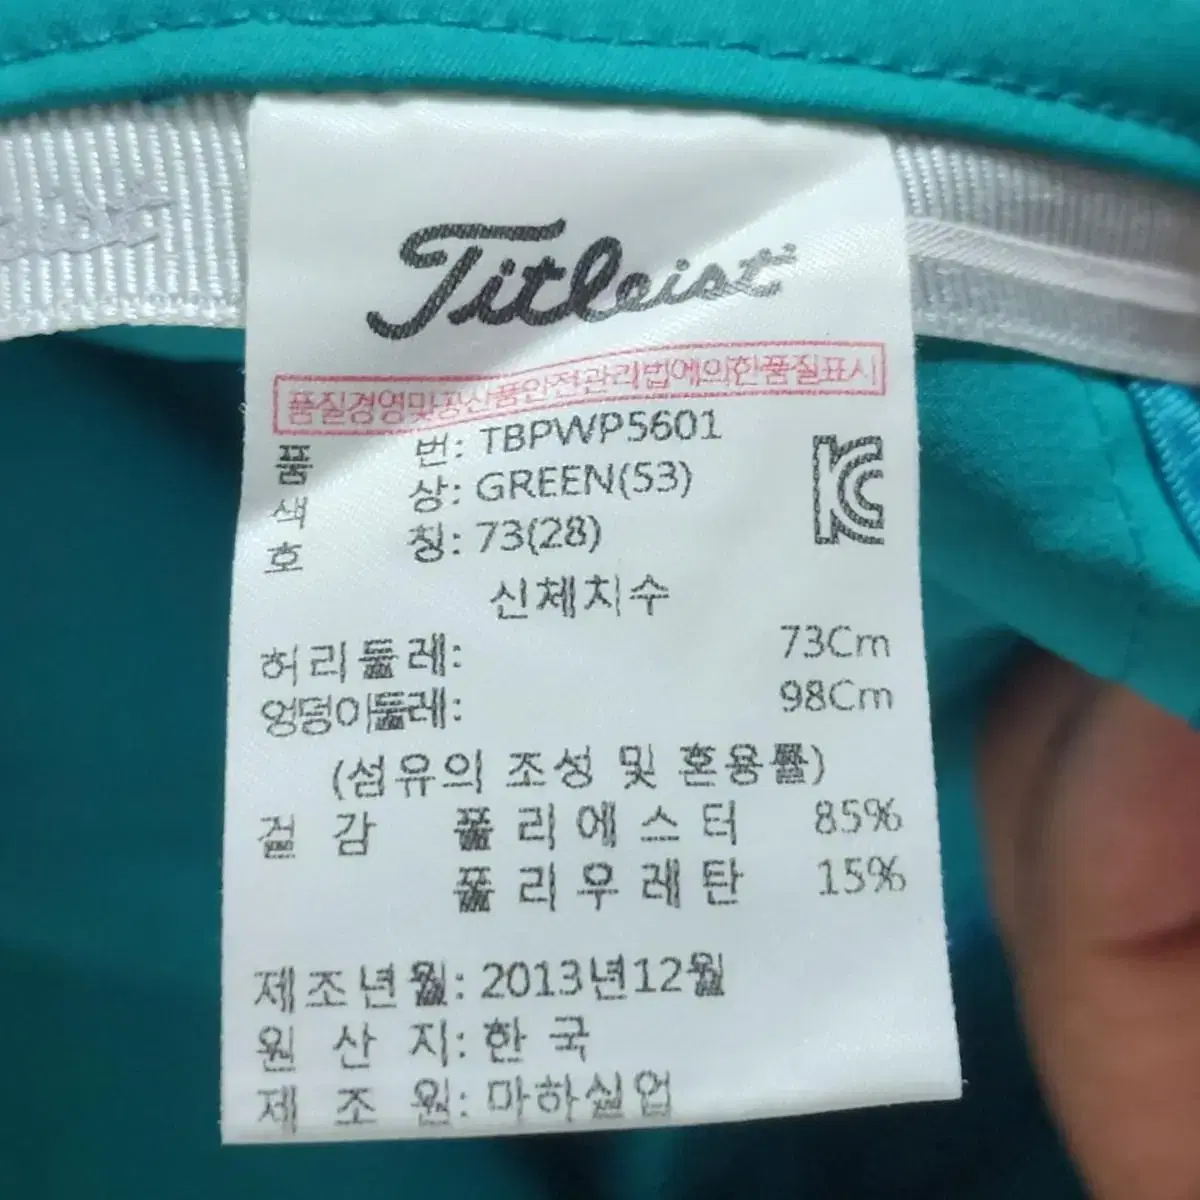 Titleist
품질경영및공산품안전관리법에의한품질표시
품 번: TBPWP5601
색 상: GREEN(53)
호 칭: 73(28)
신체치수
허리둘레: 73Cm
엉덩이둘레: 98Cm
(섬유의 조성 및 혼용률)
겉 감 폴리에스터 85%
폴리우레탄 15%
제조년월: 2013년12월
원 산 지: 한 국
제 조 원: 마하실업